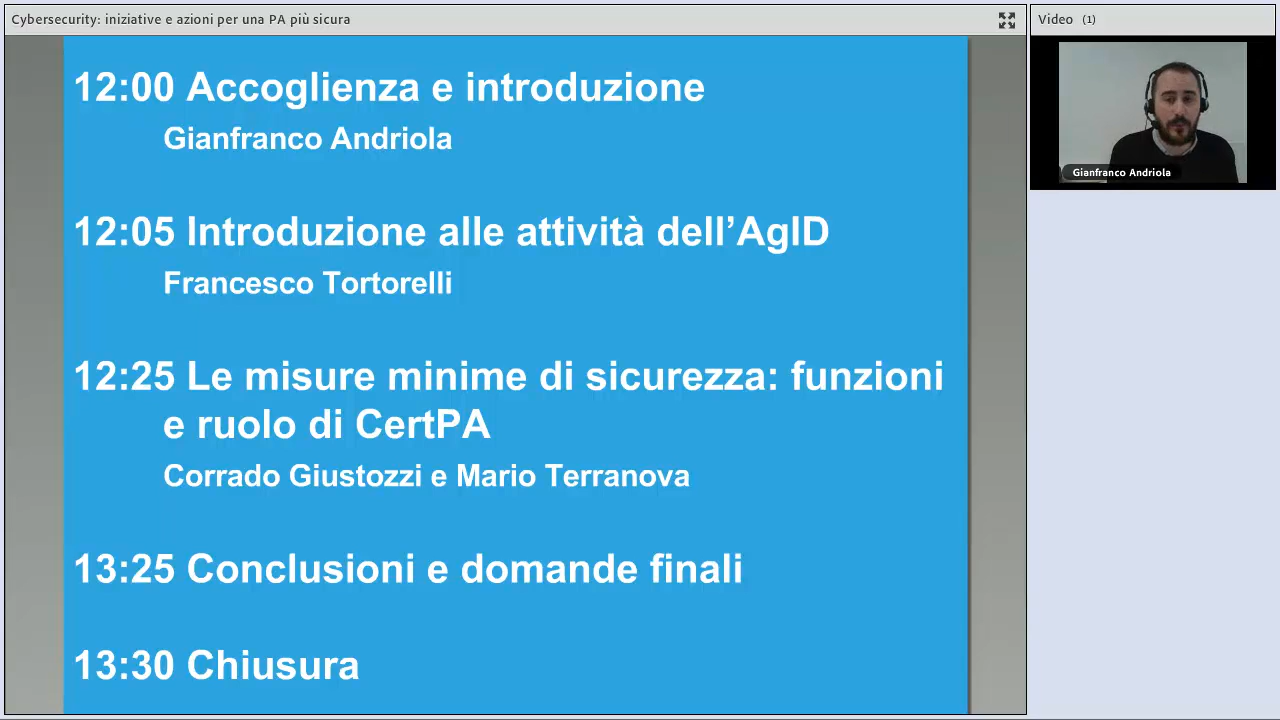 Cybersecurity: iniziative e azioni per una PA più sicura
Video (1)
12:00 Accoglienza e introduzione
Gianfranco Andriola
12:05 Introduzione alle attività dell’AgID
Francesco Tortorelli
12:25 Le misure minime di sicurezza: funzioni
e ruolo di CertPA
Corrado Giustozzi e Mario Terranova
13:25 Conclusioni e domande finali
13:30 Chiusura
Gianfranco Andriola